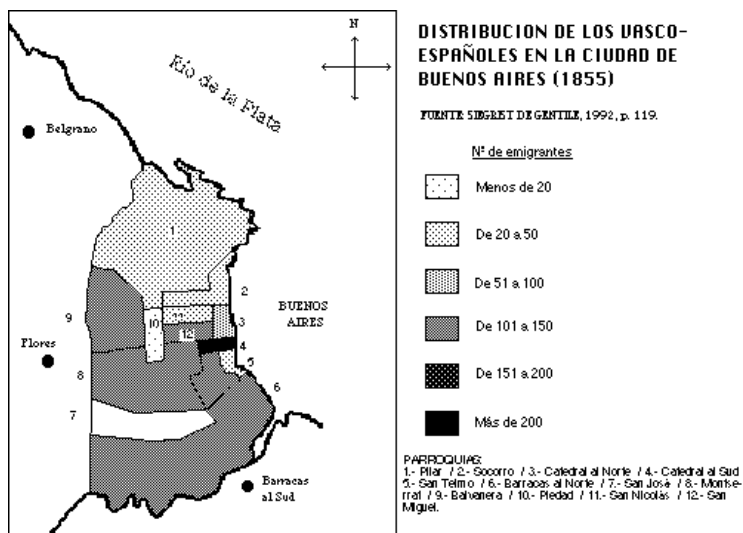 DISTRIBUCION DE LOS VASCO-
ESPAÑOLES EN LA CIUDAD DE
BUENOS AIRES (1855)
FUENTE: SIEGRIST DE GENTILE, 1992, p. 119.
Nº de emigrantes
Menos de 20
De 20 a 50
De 51 a 100
De 101 a 150
De 151 a 200
Más de 200
PARROQUIAS:
1.- Pilar / 2.- Socorro / 3.- Catedral al Norte / 4.- Catedral al Sud
5.- San Telmo / 6.- Barracas al Norte / 7.- San José / 8.- Montse-
rrat / 9.- Balvanera / 10.- Piedad / 11.- San Nicolás / 12.- San
Miguel.
N
Río de la Plata
Belgrano
1
2
BUENOS
AIRES
9
10
11
3
12
4
Flores
5
8
6
7
Barracas
al Sud